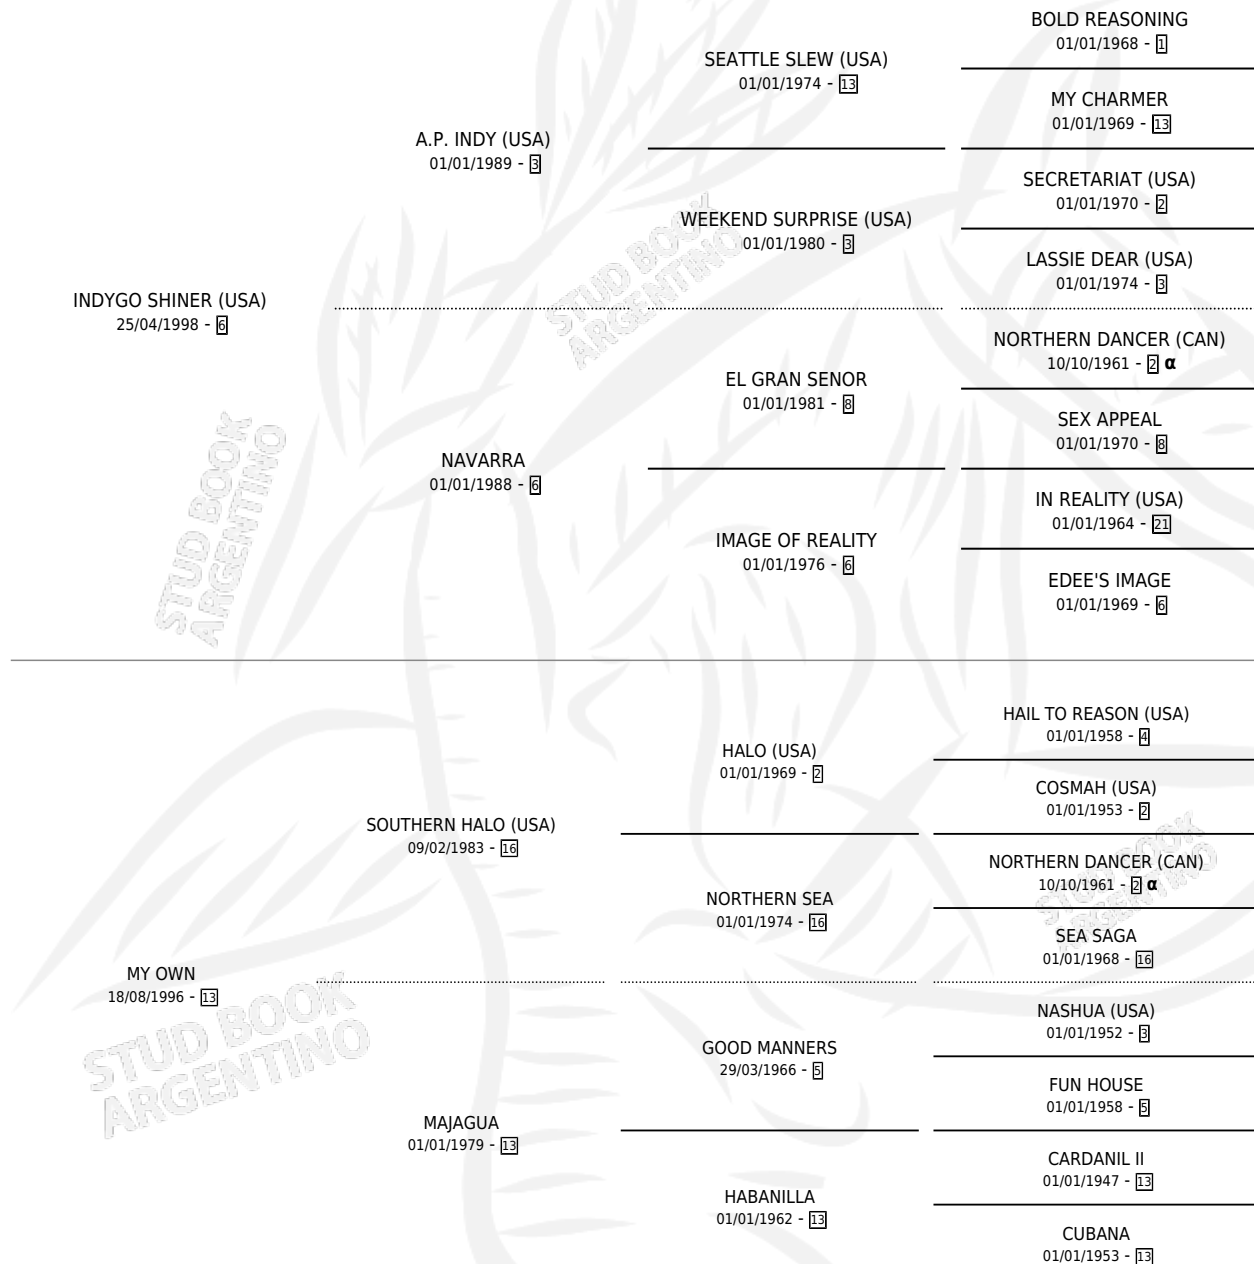 BOLD REASONING
01/01/1968 - 1
SEATTLE SLEW (USA)
01/01/1974 - 13
MY CHARMER
01/01/1969 - 13
A.P. INDY (USA)
01/01/1989 - 3
SECRETARIAT (USA)
01/01/1970 - 2
WEEKEND SURPRISE (USA)
01/01/1980 - 3
LASSIE DEAR (USA)
01/01/1974 - 3
INDYGO SHINER (USA)
25/04/1998 - 6
NORTHERN DANCER (CAN)
10/10/1961 - 2 α
EL GRAN SENOR
01/01/1981 - 8
SEX APPEAL
01/01/1970 - 8
NAVARRA
01/01/1988 - 6
IN REALITY (USA)
01/01/1964 - 21
IMAGE OF REALITY
01/01/1976 - 6
EDEE'S IMAGE
01/01/1969 - 6
STUD BOOK
ARGENTINO
STUD BOOK
ARGENTINO
HAIL TO REASON (USA)
01/01/1958 - 4
HALO (USA)
01/01/1969 - 2
COSMAH (USA)
01/01/1953 - 2
SOUTHERN HALO (USA)
09/02/1983 - 16
NORTHERN DANCER (CAN)
10/10/1961 - 2 α
NORTHERN SEA
01/01/1974 - 16
SEA SAGA
01/01/1968 - 16
MY OWN
18/08/1996 - 13
NASHUA (USA)
01/01/1952 - 3
GOOD MANNERS
29/03/1966 - 5
FUN HOUSE
01/01/1958 - 5
MAJAGUA
01/01/1979 - 13
CARDANIL II
01/01/1947 - 13
HABANILLA
01/01/1962 - 13
CUBANA
01/01/1953 - 13
STUD BOOK
ARGENTINO
STUD BOOK
ARGENTINO